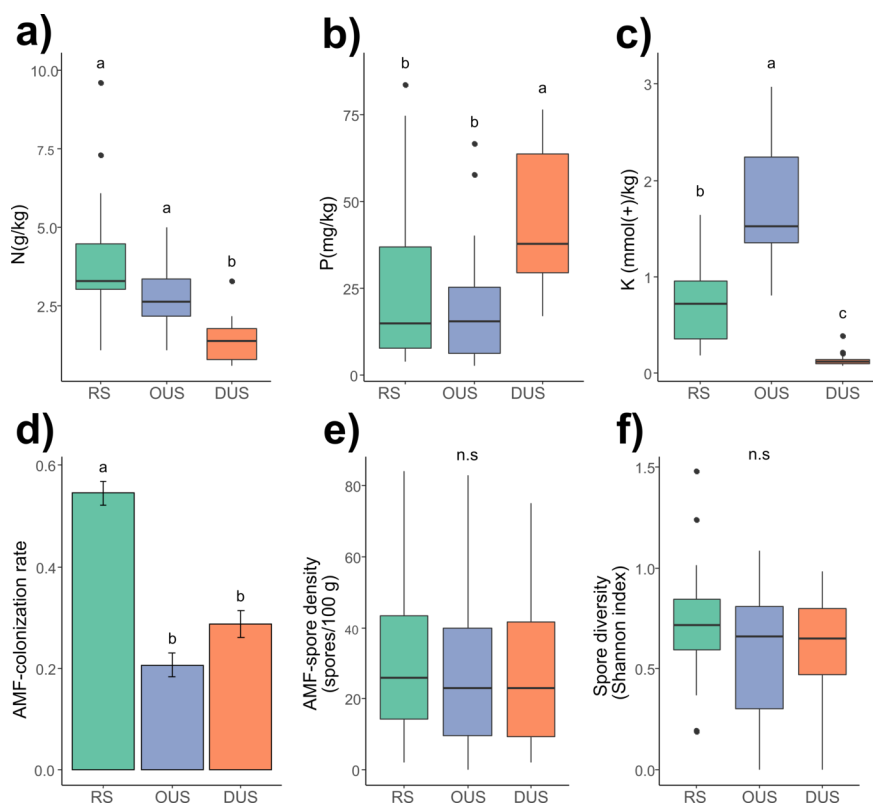 a)
N(g/kg)
10.0
7.5
5.0
2.5
a
a
b
RS OUS DUS
b)
P(mg/kg)
75
50
25
0
b
b
a
RS OUS DUS
c)
K (mmol(+)/kg)
3
2
1
0
b
a
c
RS OUS DUS
d)
AMF-colonization rate
0.6
0.4
0.2
0.0
a
b
b
RS OUS DUS
e)
AMF-spore density
(spores/100 g)
80
60
40
20
0
n.s
RS OUS DUS
f)
Spore diversity
(Shannon index)
1.5
1.0
0.5
0.0
n.s
RS OUS DUS